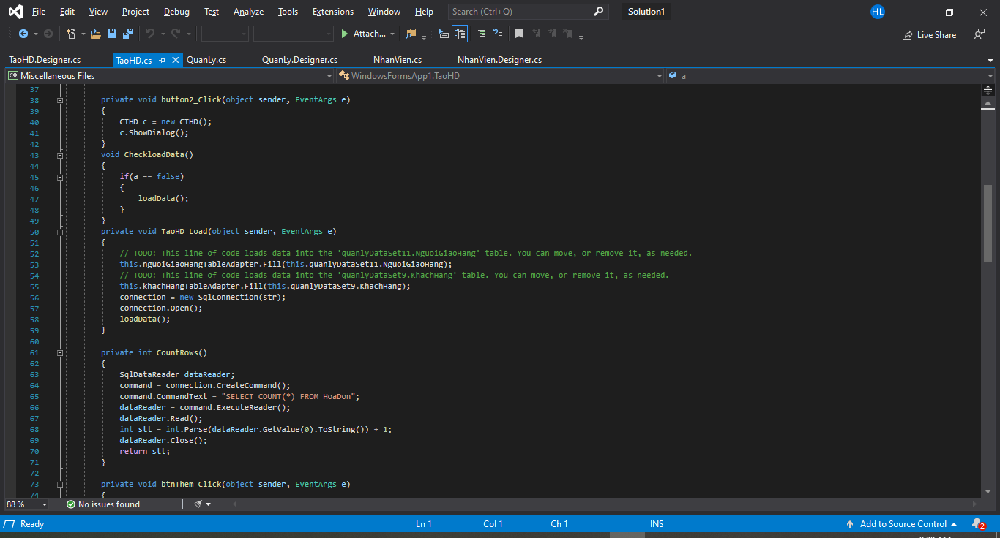 File Edit View Project Debug Test Analyze Tools Extensions Window Help Search (Ctrl+Q) Solution1 HL
Attach... Live Share
TaoHD.Designer.cs TaoHD.cs QuanLy.cs QuanLy.Designer.cs NhanVien.cs NhanVien.Designer.cs
C# Miscellaneous Files WindowsFormsApp1.TaoHD a
37
38 private void button2_Click(object sender, EventArgs e)
39 {
40 CTHD c = new CTHD();
41 c.ShowDialog();
42 }
43 void CheckloadData()
44 {
45 if(a == false)
46 {
47 loadData();
48 }
49 }
50 private void TaoHD_Load(object sender, EventArgs e)
51 {
52 // TODO: This line of code loads data into the 'quanlyDataSet11.NguoiGiaoHang' table. You can move, or remove it, as needed.
53 this.nguoiGiaoHangTableAdapter.Fill(this.quanlyDataSet11.NguoiGiaoHang);
54 // TODO: This line of code loads data into the 'quanlyDataSet9.KhachHang' table. You can move, or remove it, as needed.
55 this.khachHangTableAdapter.Fill(this.quanlyDataSet9.KhachHang);
56 connection = new SqlConnection(str);
57 connection.Open();
58 loadData();
59 }
60
61 private int CountRows()
62 {
63 SqlDataReader dataReader;
64 command = connection.CreateCommand();
65 command.CommandText = "SELECT COUNT(*) FROM HoaDon";
66 dataReader = command.ExecuteReader();
67 dataReader.Read();
68 int stt = int.Parse(dataReader.GetValue(0).ToString()) + 1;
69 dataReader.Close();
70 return stt;
71 }
72
73 private void btnThem_Click(object sender, EventArgs e)
74 {
88 % No issues found
Ready Ln 1 Col 1 Ch 1 INS Add to Source Control 2